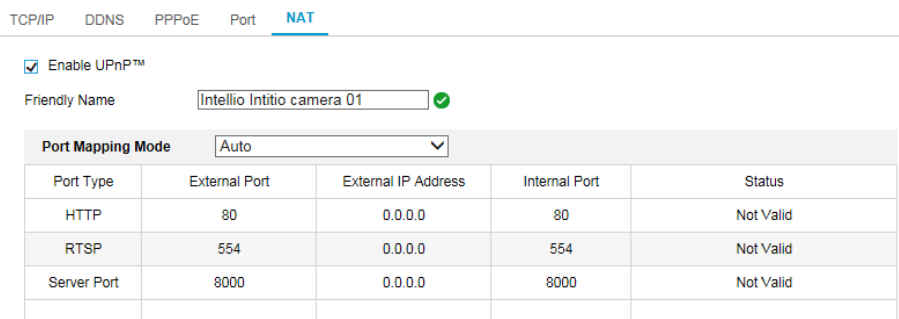 TCP/IP DDNS PPPoE Port NAT
Enable UPnP™
Friendly Name Intellio Intitio camera 01
Port Mapping Mode Auto
Port Type External Port External IP Address Internal Port Status
HTTP 80 0.0.0.0 80 Not Valid
RTSP 554 0.0.0.0 554 Not Valid
Server Port 8000 0.0.0.0 8000 Not Valid